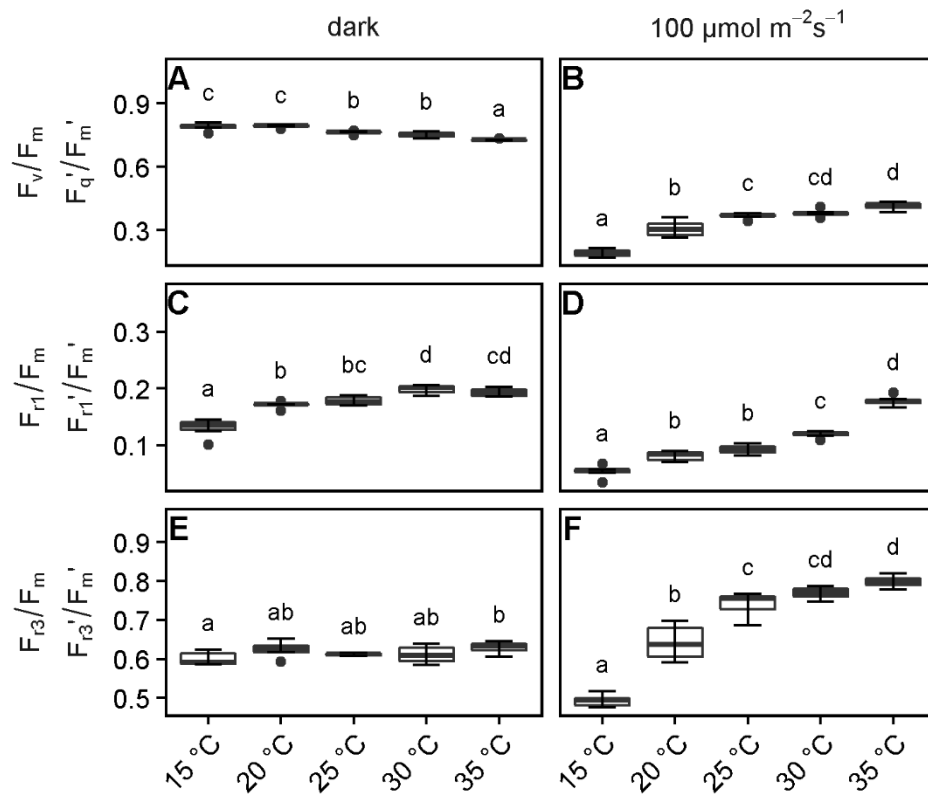 dark
100 µmol m⁻²s⁻¹
A
B
Fv/Fm
Fq'/Fm'
0.9
0.6
0.3
c c b b a
a b c cd d
C
D
Fr1/Fm
Fr1'/Fm'
0.3
0.2
0.1
a b bc d cd
a b b c d
E
F
Fr3/Fm
Fr3'/Fm'
0.9
0.8
0.7
0.6
0.5
a ab ab ab b
a b c cd d
15 °C 20 °C 25 °C 30 °C 35 °C
15 °C 20 °C 25 °C 30 °C 35 °C